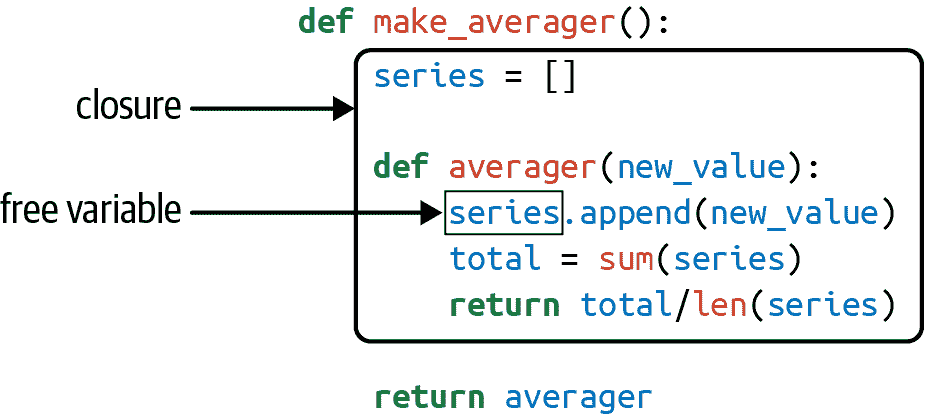 def make_averager():
series = []
closure
def averager(new_value):
free variable
series.append(new_value)
total = sum(series)
return total/len(series)
return averager